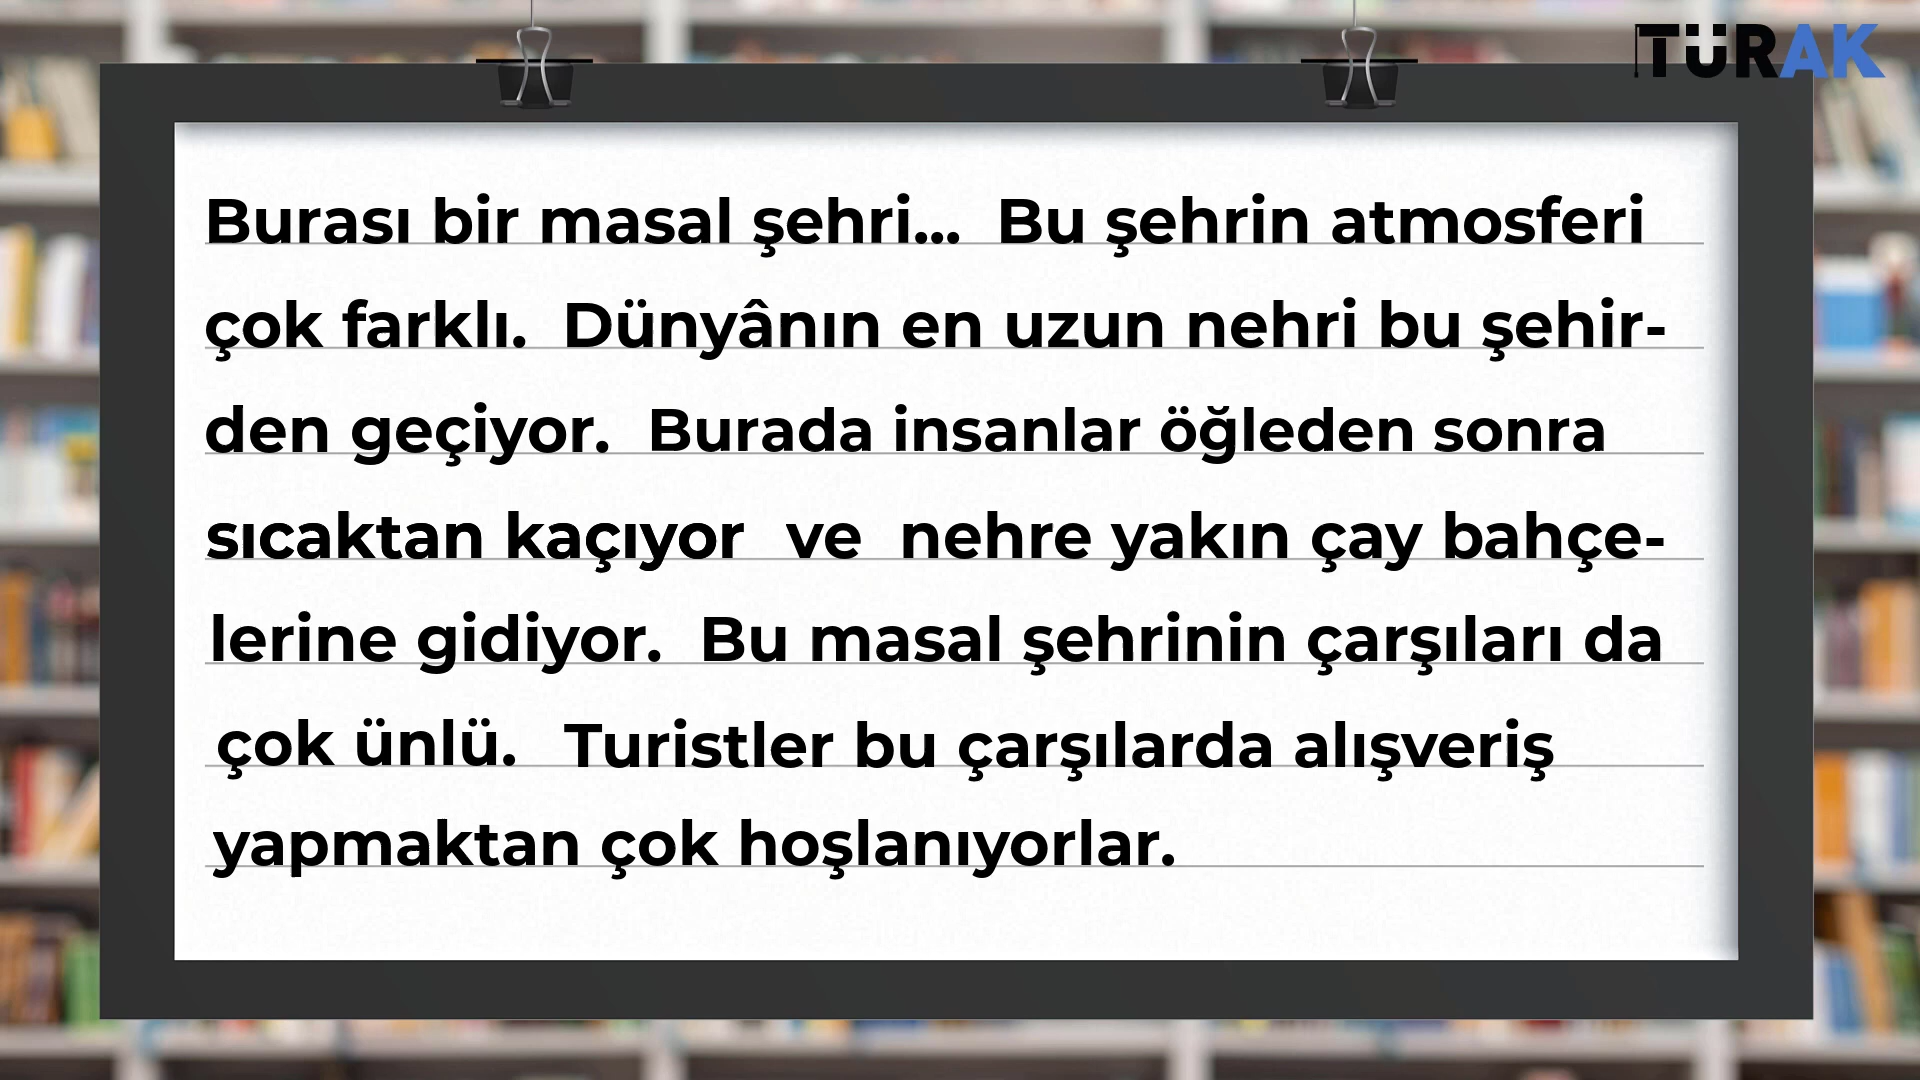 TÜRAK
Burası bir masal şehri... Bu şehrin atmosferi
çok farklı. Dünyânın en uzun nehri bu şehir-
den geçiyor. Burada insanlar öğleden sonra
sıcaktan kaçıyor ve nehre yakın çay bahçe-
lerine gidiyor. Bu masal şehrinin çarşıları da
çok ünlü. Turistler bu çarşılarda alışveriş
yapmaktan çok hoşlanıyorlar.